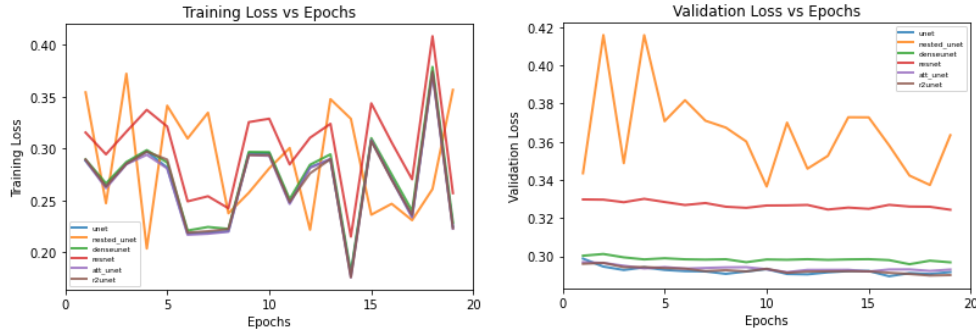 Training Loss vs Epochs
0.40
0.35
0.30
0.25
0.20
Training Loss
unet
nested_unet
denseunet
resnet
att_unet
r2unet
0
5
10
15
20
Epochs
Validation Loss vs Epochs
0.42
0.40
0.38
0.36
0.34
0.32
0.30
Validation Loss
unet
nested_unet
denseunet
resnet
att_unet
r2unet
0
5
10
15
20
Epochs